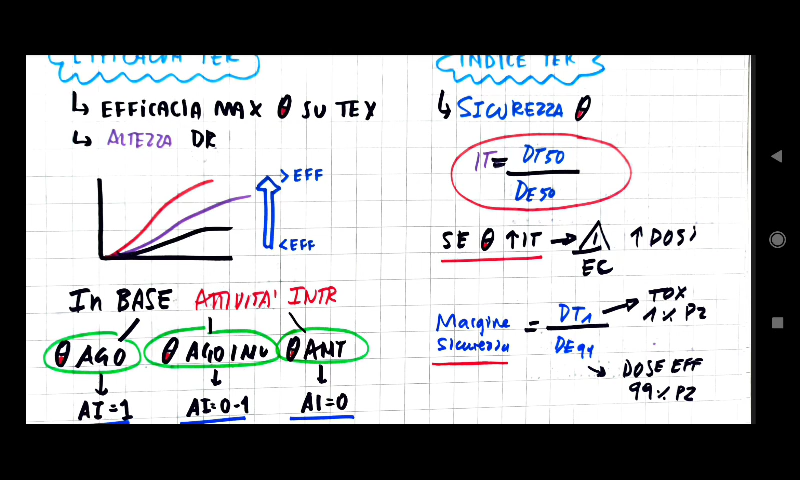 EFFICACIA TER
↳ EFFICACIA MAX θ SU TEX
↳ ALTEZZA DR
>EFF
<EFF
In BASE ATTIVITA' INTR
θ AGO
θ AGO INV
θ ANT
AI=1
AI=0-1
AI=0
INDICE TER
↳ SICUREZZA θ
IT= DT50
DE50
SE θ ↑IT → ⚠ ↑ DOSI
EC
Margine sicurezza = DT1 → TOX 1% PZ
DE99
DOSE EFF
99% PZ